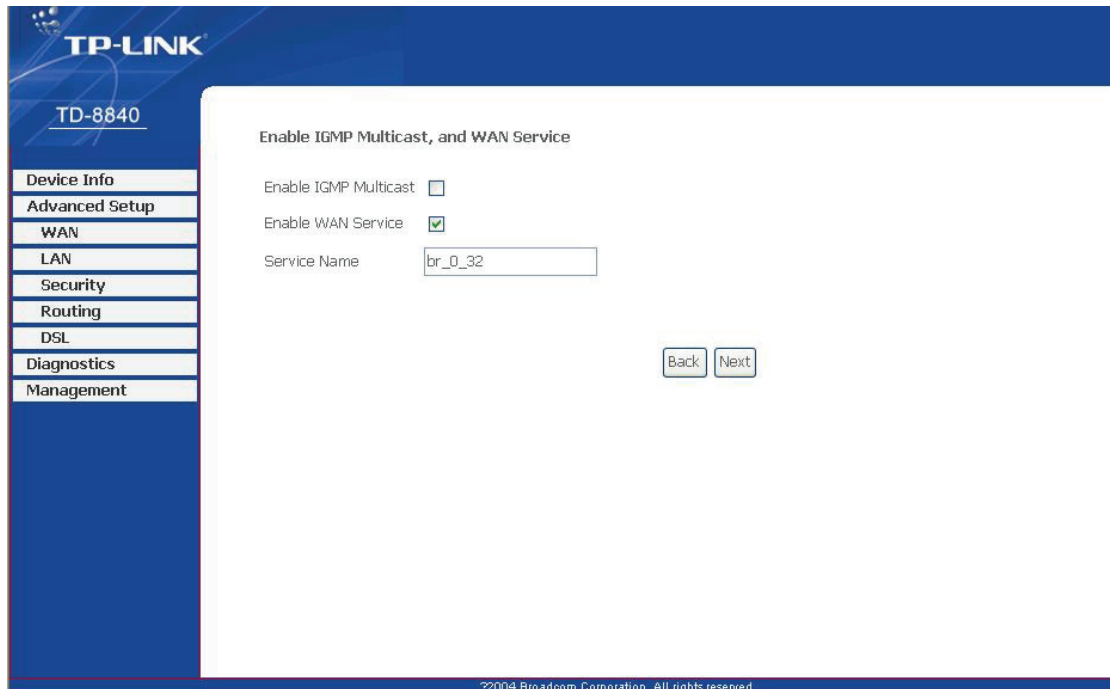 TP-LINK®
TD-8840
Device Info
Advanced Setup
WAN
LAN
Security
Routing
DSL
Diagnostics
Management
Enable IGMP Multicast, and WAN Service
Enable IGMP Multicast
Enable WAN Service
Service Name br_0_32
Back Next
?2004 Broadcom Corporation. All rights reserved.